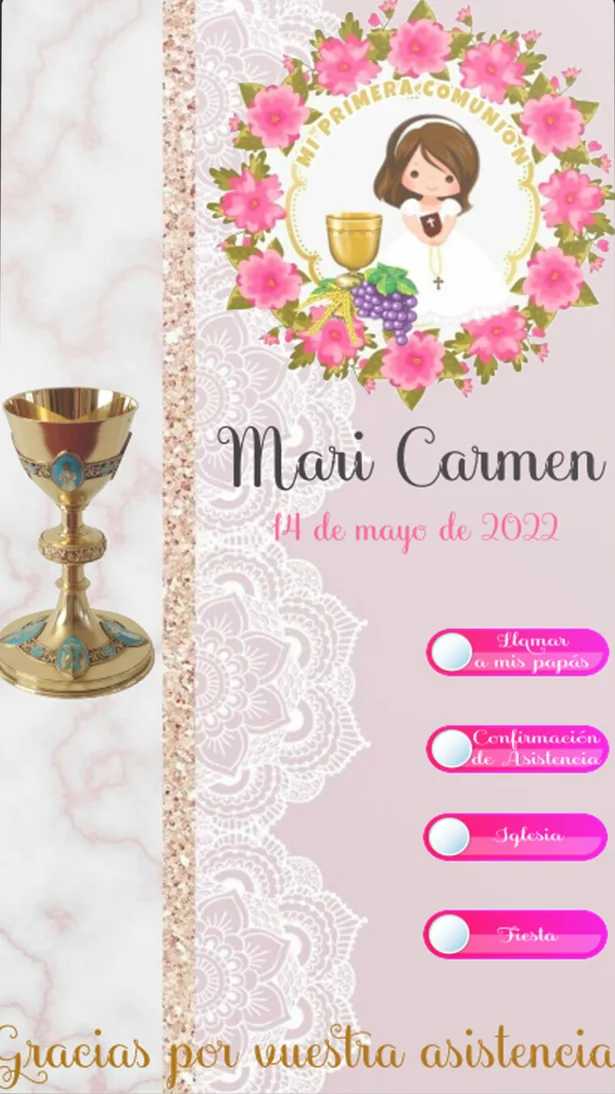 MI PRIMERA COMUNIÓN
Mari Carmen
14 de mayo de 2022
Llamar
a mis papás
Confirmación
de Asistencia
Iglesia
Fiesta
Gracias por vuestra asistencia